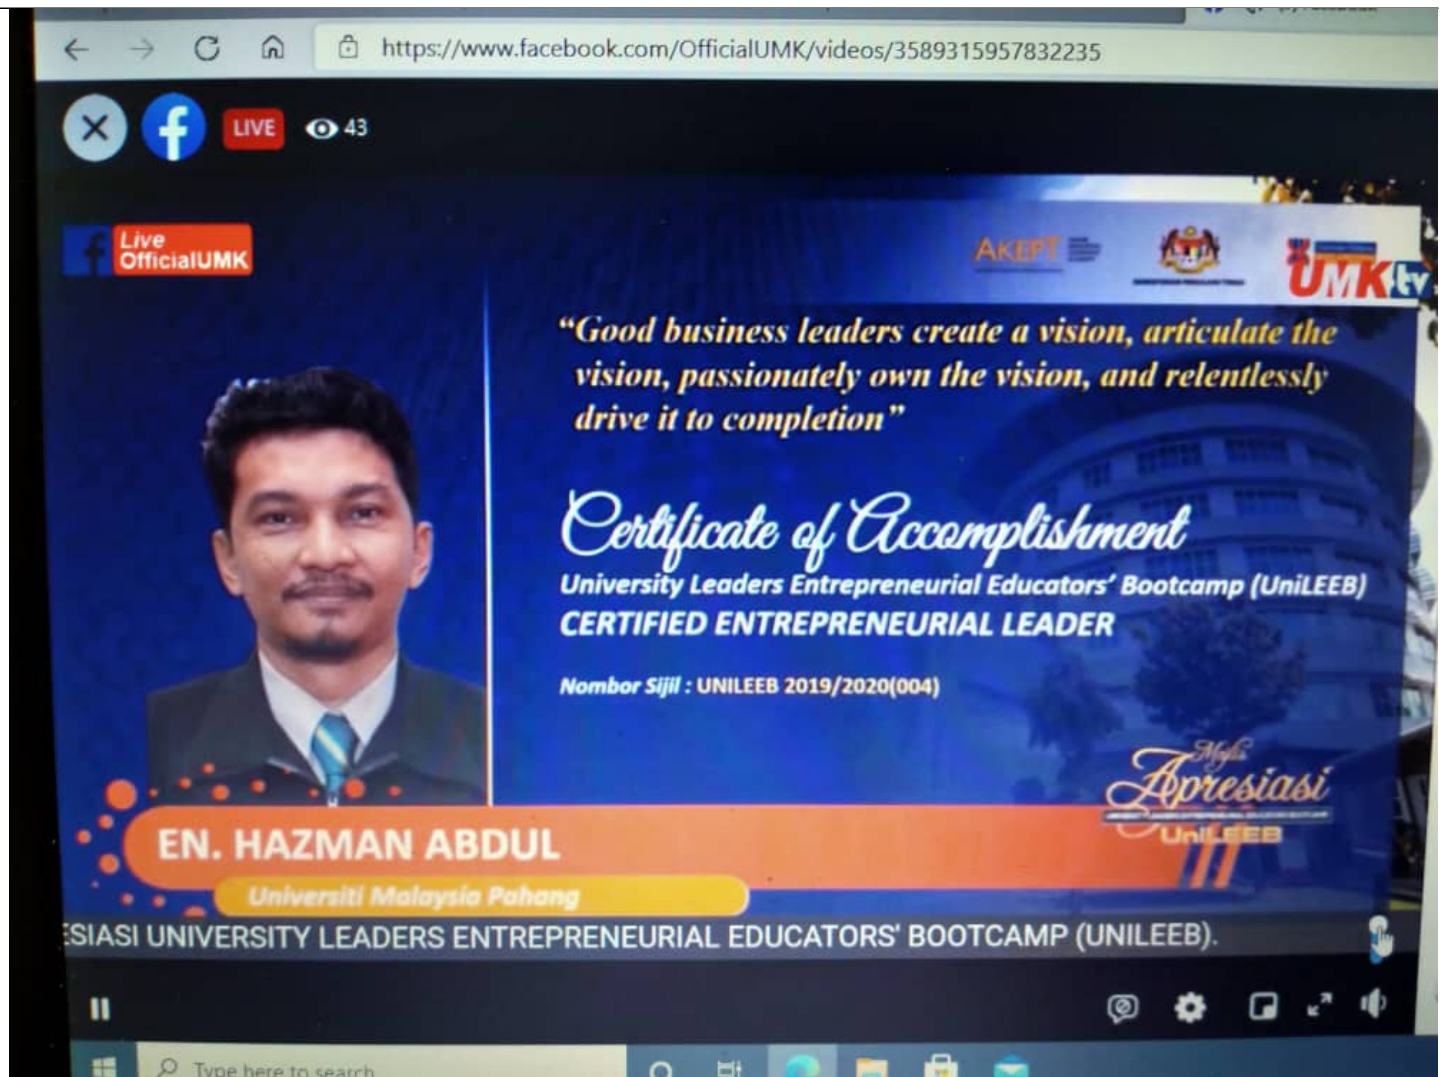 https://www.facebook.com/OfficialUMK/videos/3589315957832235
LIVE
43
Live
OfficialUMK
AKEPT
UMK
tv
“Good business leaders create a vision, articulate the
vision, passionately own the vision, and relentlessly
drive it to completion”
Certificate of Accomplishment
University Leaders Entrepreneurial Educators’ Bootcamp (UniLEEB)
CERTIFIED ENTREPRENEURIAL LEADER
Nombor Sijil : UNILEEB 2019/2020(004)
Majlis
Apresiasi
UniLEEB
EN. HAZMAN ABDUL
Universiti Malaysia Pahang
ESIASI UNIVERSITY LEADERS ENTREPRENEURIAL EDUCATORS' BOOTCAMP (UNILEEB).
Type here to search